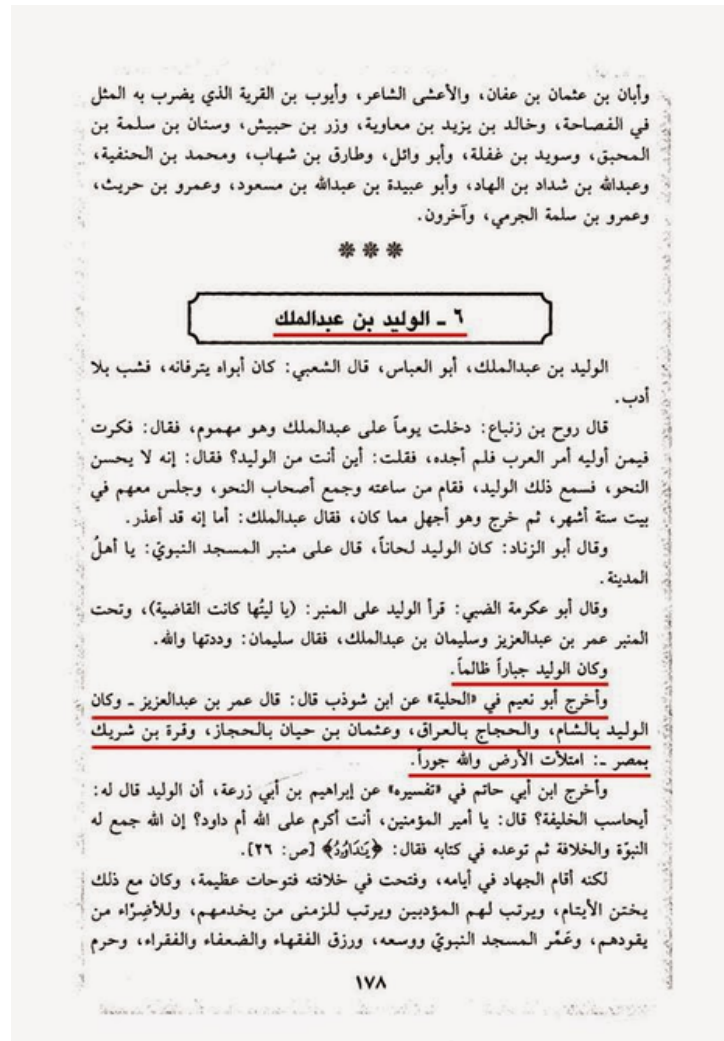 وأبان بن عثمان بن عفان، والأعشى الشاعر، وأيوب بن القرية الذي يضرب به المثل
في الفصاحة، وخالد بن يزيد بن معاوية، وزر بن حبيش، وسنان بن سلمة بن
المحبق، وسويد بن غفلة، وأبو وائل، وطارق بن شهاب، ومحمد بن الحنفية،
وعبدالله بن شداد بن الهاد، وأبو عبيدة بن عبدالله بن مسعود، وعمرو بن حريث،
وعمرو بن سلمة الجرمي، وآخرون.
***
٦ ـ الوليد بن عبدالملك
الوليد بن عبدالملك، أبو العباس، قال الشعبي: كان أبواه يترفانه، فشب بلا
أدب.
قال روح بن زنباع: دخلت يوماً على عبدالملك وهو مهموم، فقال: فكرت
فيمن أوليه أمر العرب فلم أجده، فقلت: أين أنت من الوليد؟ فقال: إنه لا يحسن
النحو، فسمع ذلك الوليد، فقام من ساعته وجمع أصحاب النحو، وجلس معهم في
بيت ستة أشهر، ثم خرج وهو أجهل مما كان، فقال عبدالملك: أما إنه قد أعذر.
وقال أبو الزناد: كان الوليد لحاناً، قال على منبر المسجد النبويّ: يا أهلُ
المدينة.
وقال أبو عكرمة الضبي: قرأ الوليد على المنبر: (يا ليتُها كانت القاضية)، وتحت
المنبر عمر بن عبدالعزيز وسليمان بن عبدالملك، فقال سليمان: وددتها والله.
وكان الوليد جباراً ظالماً.
وأخرج أبو نعيم في «الحلية» عن ابن شوذب قال: قال عمر بن عبدالعزيز ـ وكان
الوليد بالشام، والحجاج بالعراق، وعثمان بن حيان بالحجاز، وقرة بن شريك
بمصر ـ: امتلأت الأرض والله جوراً.
وأخرج ابن أبي حاتم في «تفسيره» عن إبراهيم بن أبي زرعة، أن الوليد قال له:
أيحاسب الخليفة؟ قال: يا أمير المؤمنين، أنت أكرم على الله أم داود؟ إن الله جمع له
النبوّة والخلافة ثم توعده في كتابه فقال: ﴿يَٰدَاوُۥدُ﴾ [ص: ٢٦].
لكنه أقام الجهاد في أيامه، وفتحت في خلافته فتوحات عظيمة، وكان مع ذلك
يختن الأيتام، ويرتب لهم المؤدبين ويرتب للزمنى من يخدمهم، وللأضِرّاء من
يقودهم، وعَمَّر المسجد النبويّ ووسعه، ورزق الفقهاء والضعفاء والفقراء، وحرم
١٧٨